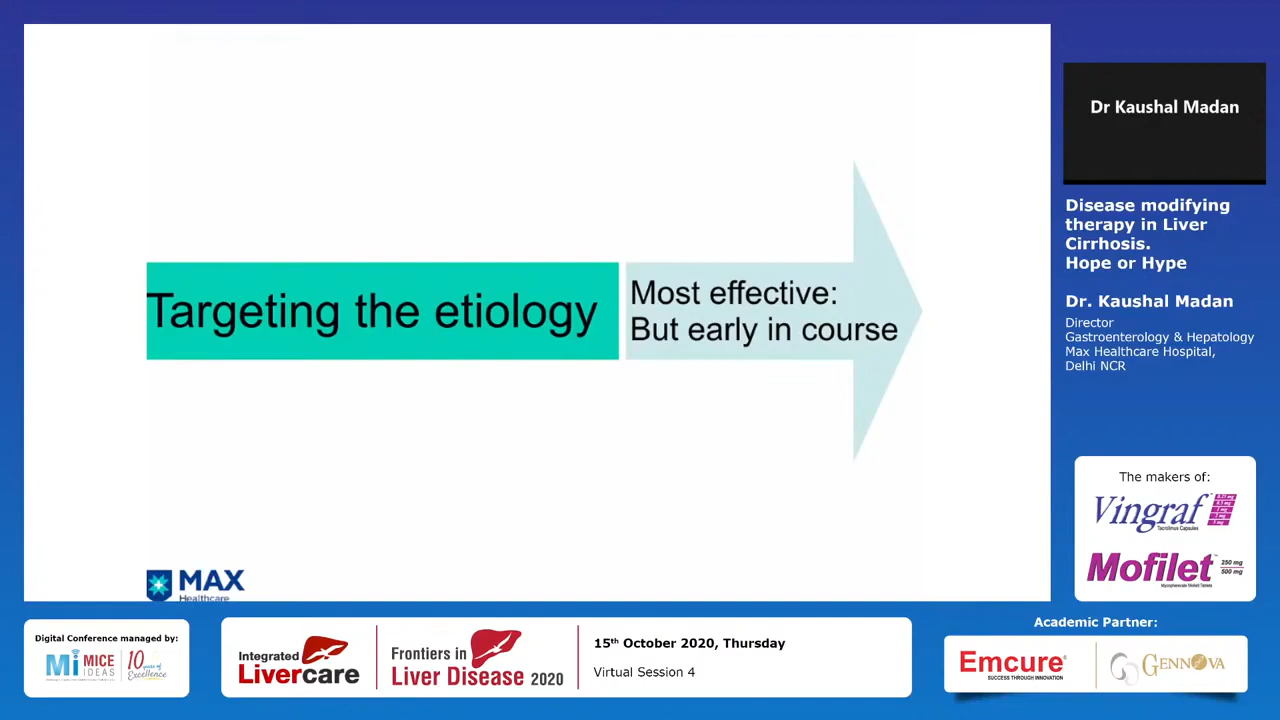 Targeting the etiology
Most effective:
But early in course
MAX
Healthcare
Dr Kaushal Madan
Disease modifying
therapy in Liver
Cirrhosis.
Hope or Hype
Dr. Kaushal Madan
Director
Gastroenterology & Hepatology
Max Healthcare Hospital,
Delhi NCR
The makers of:
Vingraf
Tacrolimus Capsules
Mofilet
250 mg
500 mg
Digital Conference managed by:
Mi MICE
IDEAS
10 years of
Excellence
Integrated
Livercare
Frontiers in
Liver Disease 2020
15th October 2020, Thursday
Virtual Session 4
Academic Partner:
Emcure®
SUCCESS THROUGH INNOVATION
GENNOVA